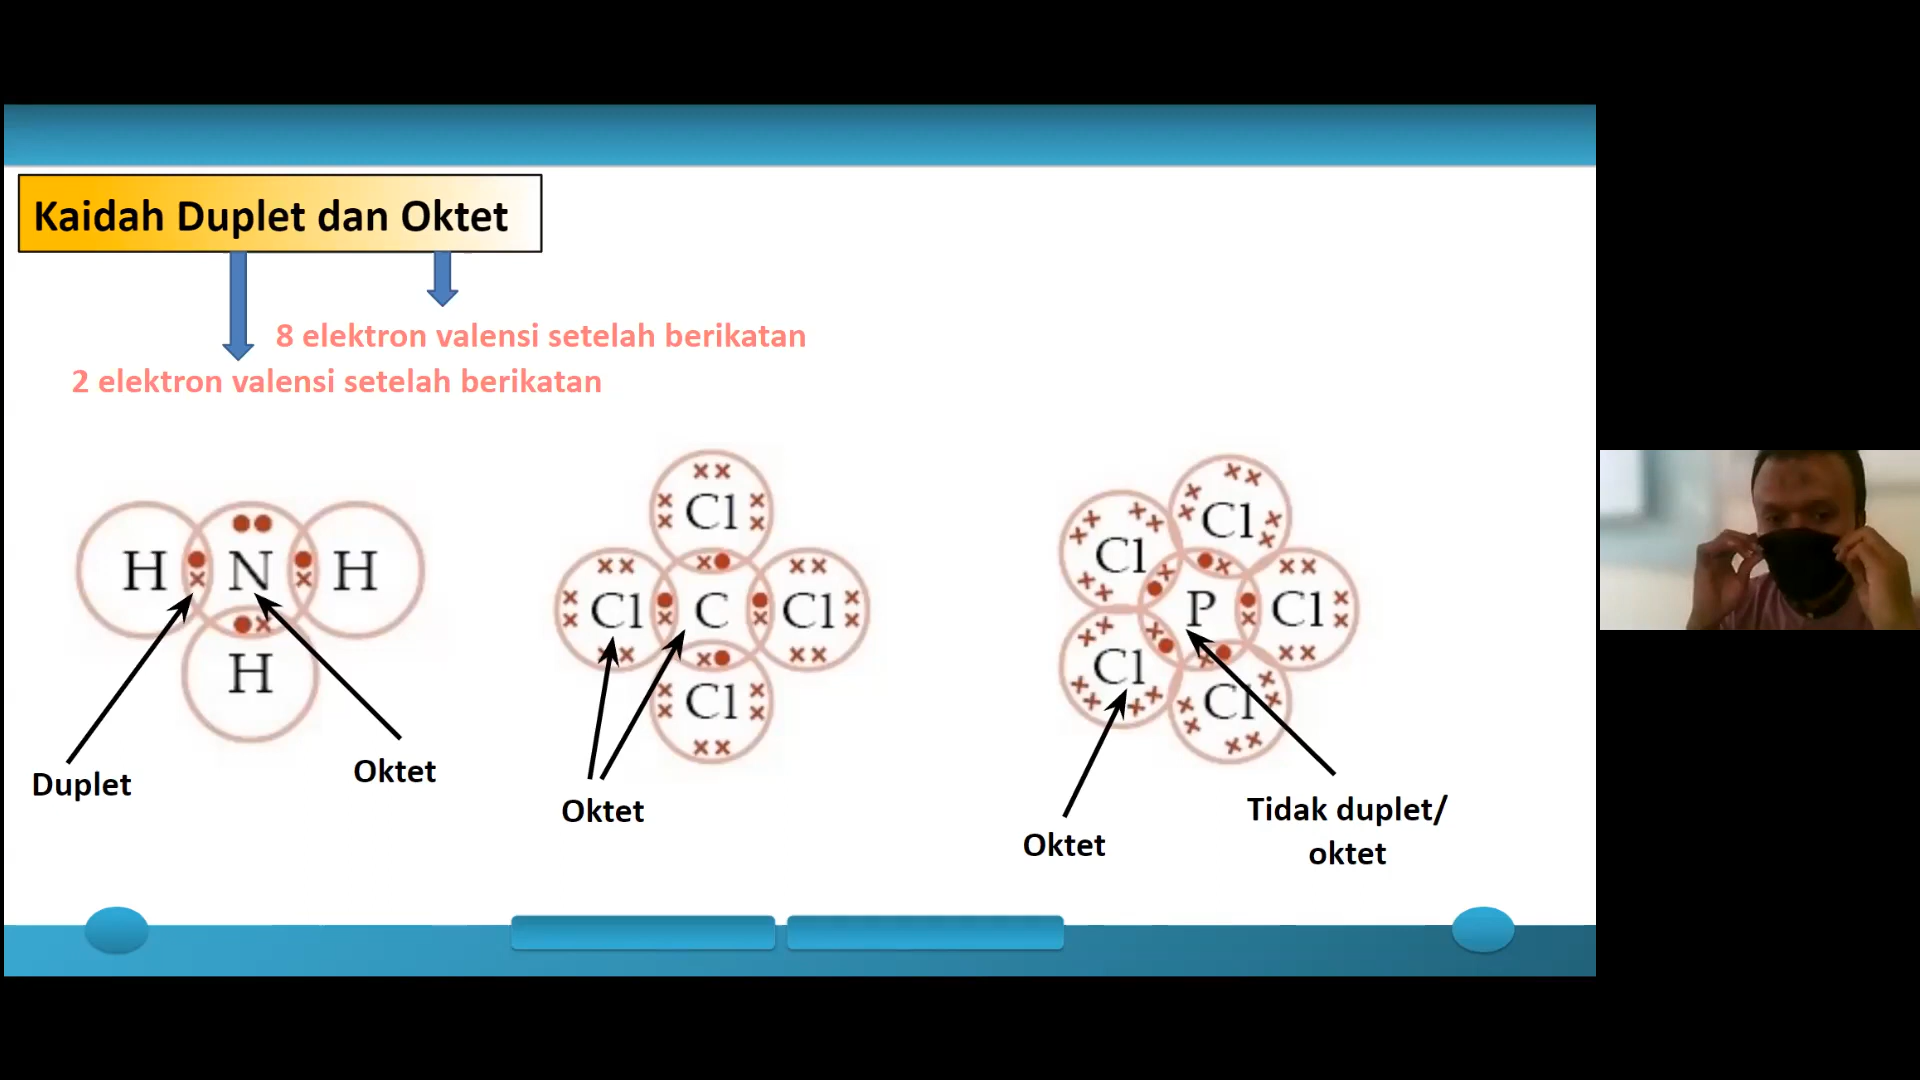 Kaidah Duplet dan Oktet
8 elektron valensi setelah berikatan
2 elektron valensi setelah berikatan
H N H
H
Duplet
Oktet
Cl
Cl C Cl
Cl
Oktet
Cl
Cl
P Cl
Cl
Cl
Oktet
Tidak duplet/
oktet